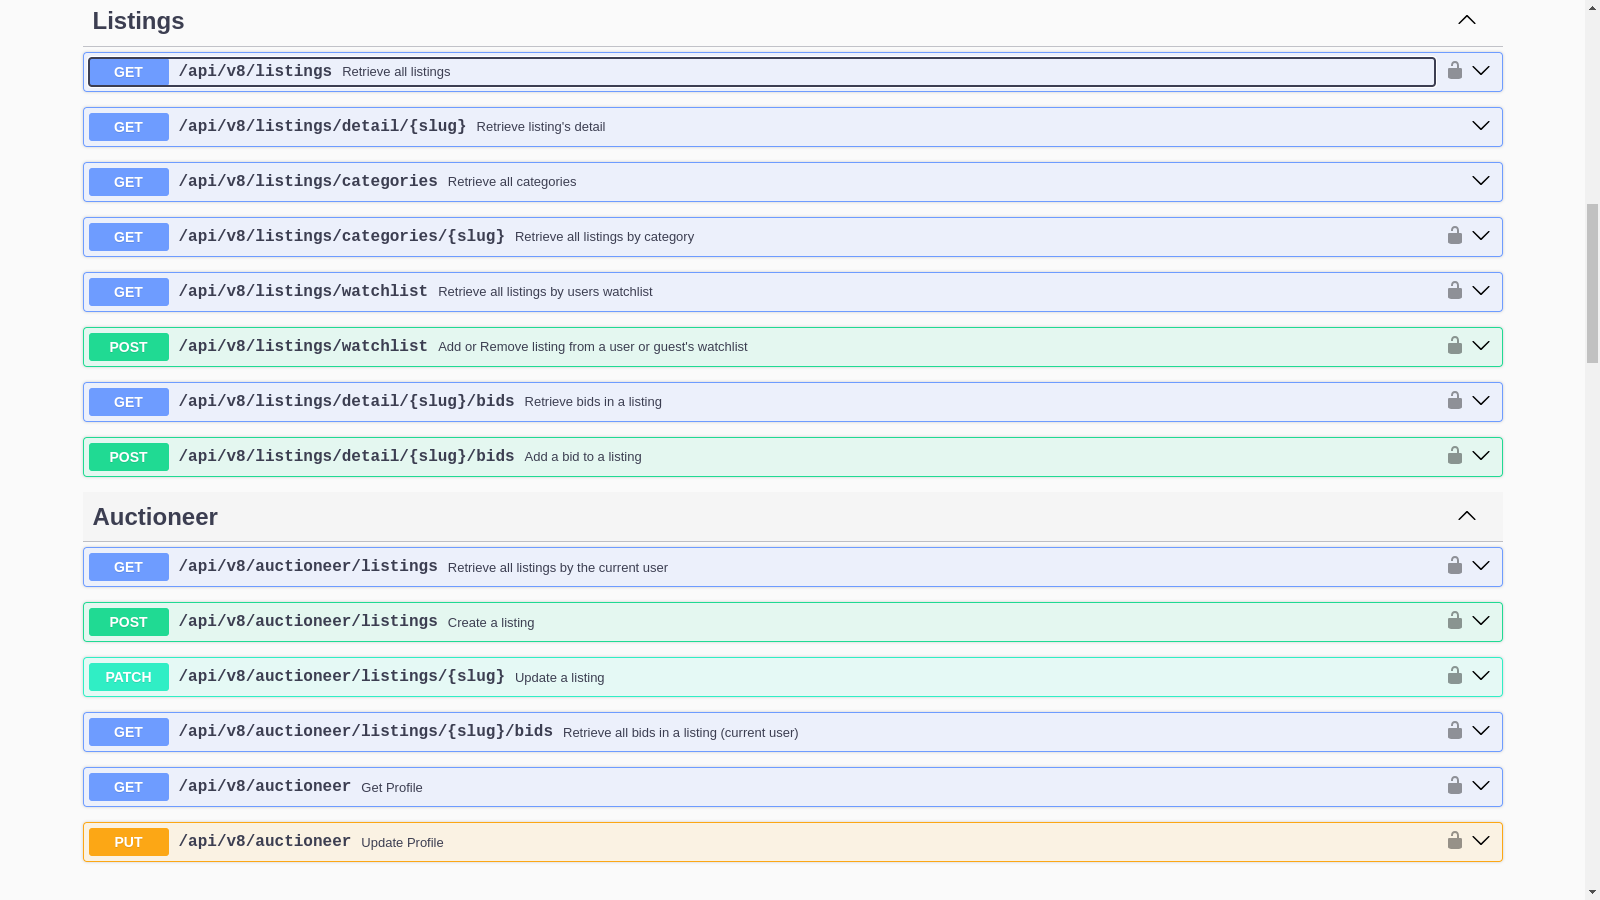 Listings
GET /api/v8/listings Retrieve all listings
GET /api/v8/listings/detail/{slug} Retrieve listing's detail
GET /api/v8/listings/categories Retrieve all categories
GET /api/v8/listings/categories/{slug} Retrieve all listings by category
GET /api/v8/listings/watchlist Retrieve all listings by users watchlist
POST /api/v8/listings/watchlist Add or Remove listing from a user or guest's watchlist
GET /api/v8/listings/detail/{slug}/bids Retrieve bids in a listing
POST /api/v8/listings/detail/{slug}/bids Add a bid to a listing
Auctioneer
GET /api/v8/auctioneer/listings Retrieve all listings by the current user
POST /api/v8/auctioneer/listings Create a listing
PATCH /api/v8/auctioneer/listings/{slug} Update a listing
GET /api/v8/auctioneer/listings/{slug}/bids Retrieve all bids in a listing (current user)
GET /api/v8/auctioneer Get Profile
PUT /api/v8/auctioneer Update Profile